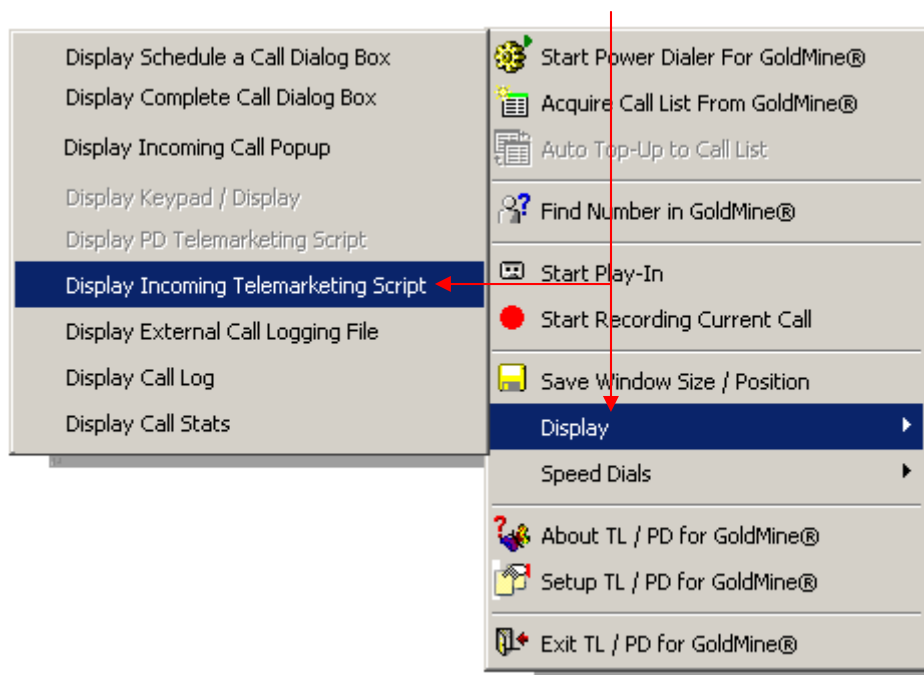 Display Schedule a Call Dialog Box
Display Complete Call Dialog Box
Display Incoming Call Popup
Display Keypad / Display
Display PD Telemarketing Script
Display Incoming Telemarketing Script
Display External Call Logging File
Display Call Log
Display Call Stats
Start Power Dialer For GoldMine®
Acquire Call List From GoldMine®
Auto Top-Up to Call List
Find Number in GoldMine®
Start Play-In
Start Recording Current Call
Save Window Size / Position
Display
Speed Dials
About TL / PD for GoldMine®
Setup TL / PD for GoldMine®
Exit TL / PD for GoldMine®